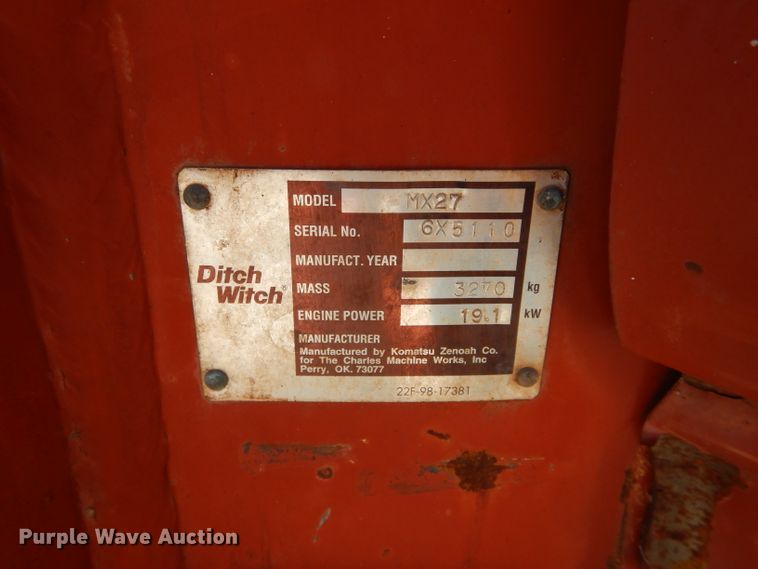 Ditch
Witch®
MODEL MX27
SERIAL No. 6X5110
MANUFACT. YEAR
MASS 3270 kg
ENGINE POWER 19.1 kW
MANUFACTURER
Manufactured by Komatsu Zenoah Co.
for The Charles Machine Works, Inc
Perry, OK. 73077
22F-98-17381
Purple Wave Auction